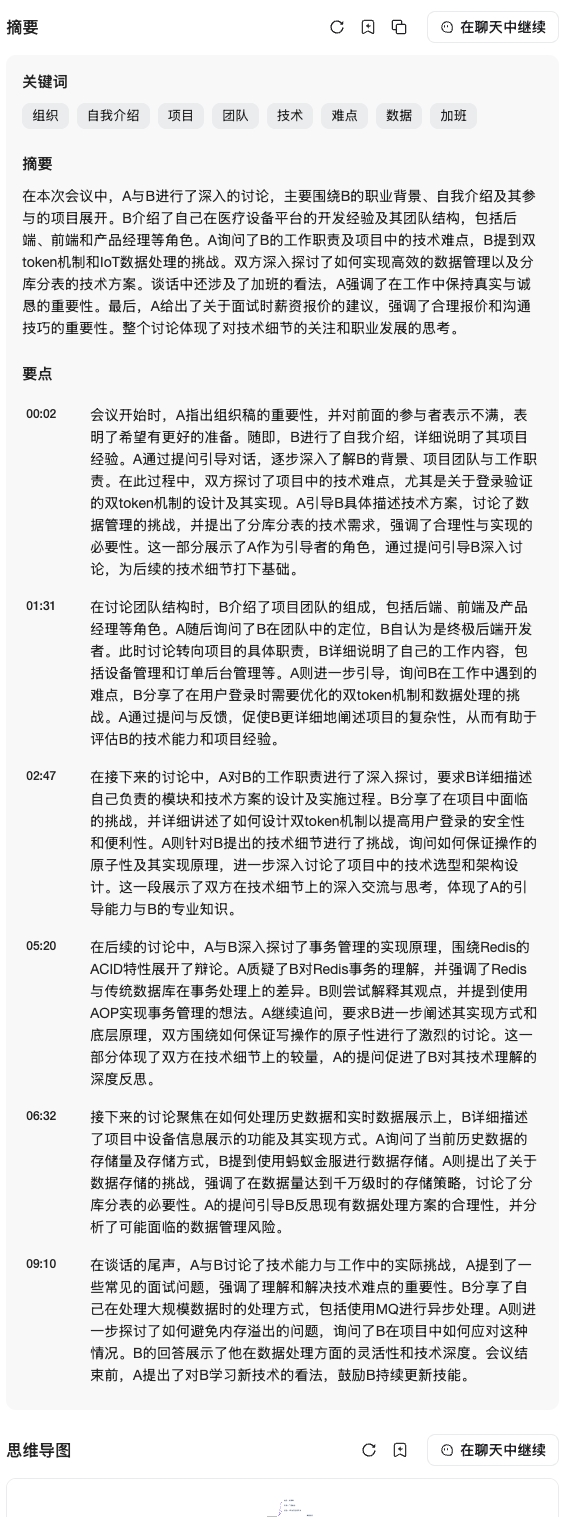 摘要
在聊天中继续
关键词
组织 自我介绍 项目 团队 技术 难点 数据 加班
摘要
在本次会议中，A与B进行了深入的讨论，主要围绕B的职业背景、自我介绍及其参
与的项目展开。B介绍了自己在医疗设备平台的开发经验及其团队结构，包括后
端、前端和产品经理等角色。A询问了B的工作职责及项目中的技术难点，B提到双
token机制和IoT数据处理的挑战。双方深入探讨了如何实现高效的数据管理以及分
库分表的技术方案。谈话中还涉及了加班的看法，A强调了在工作中保持真实与诚
恳的重要性。最后，A给出了关于面试时薪资报价的建议，强调了合理报价和沟通
技巧的重要性。整个讨论体现了对技术细节的关注和职业发展的思考。
要点
00:02
会议开始时，A指出组织稿的重要性，并对前面的参与者表示不满，表
明了希望有更好的准备。随即，B进行了自我介绍，详细说明了其项目
经验。A通过提问引导对话，逐步深入了解B的背景、项目团队与工作职
责。在此过程中，双方探讨了项目中的技术难点，尤其是关于登录验证
的双token机制的设计及其实现。A引导B具体描述技术方案，讨论了数
据管理的挑战，并提出了分库分表的技术需求，强调了合理性与实现的
必要性。这一部分展示了A作为引导者的角色，通过提问引导B深入讨
论，为后续的技术细节打下基础。
01:31
在讨论团队结构时，B介绍了项目团队的组成，包括后端、前端及产品
经理等角色。A随后询问了B在团队中的定位，B自认为是终极后端开发
者。此时讨论转向项目的具体职责，B详细说明了自己的工作内容，包
括设备管理和订单后台管理等。A则进一步引导，询问B在工作中遇到的
难点，B分享了在用户登录时需要优化的双token机制和数据处理的挑
战。A通过提问与反馈，促使B更详细地阐述项目的复杂性，从而有助于
评估B的技术能力和项目经验。
02:47
在接下来的讨论中，A对B的工作职责进行了深入探讨，要求B详细描述
自己负责的模块和技术方案的设计及实施过程。B分享了在项目中面临
的挑战，并详细讲述了如何设计双token机制以提高用户登录的安全性
和便利性。A则针对B提出的技术细节进行了挑战，询问如何保证操作的
原子性及其实现原理，进一步深入讨论了项目中的技术选型和架构设
计。这一段展示了双方在技术细节上的深入交流与思考，体现了A的引
导能力与B的专业知识。
05:20
在后续的讨论中，A与B深入探讨了事务管理的实现原理，围绕Redis的
ACID特性展开了辩论。A质疑了B对Redis事务的理解，并强调了Redis
与传统数据库在事务处理上的差异。B则尝试解释其观点，并提到使用
AOP实现事务管理的想法。A继续追问，要求B进一步阐述其实现方式和
底层原理，双方围绕如何保证写操作的原子性进行了激烈的讨论。这一
部分体现了双方在技术细节上的较量，A的提问促进了B对其技术理解的
深度反思。
06:32
接下来的讨论聚焦在如何处理历史数据和实时数据展示上，B详细描述
了项目中设备信息展示的功能及其实现方式。A询问了当前历史数据的
存储量及存储方式，B提到使用蚂蚁金服进行数据存储。A则提出了关于
数据存储的挑战，强调了在数据量达到千万级时的存储策略，讨论了分
库分表的必要性。A的提问引导B反思现有数据处理方案的合理性，并分
析了可能面临的数据管理风险。
09:10
在谈话的尾声，A与B讨论了技术能力与工作中的实际挑战，A提到了一
些常见的面试问题，强调了理解和解决技术难点的重要性。B分享了自
己在处理大规模数据时的处理方式，包括使用MQ进行异步处理。A则进
一步探讨了如何避免内存溢出的问题，询问了B在项目中如何应对这种
情况。B的回答展示了他在数据处理方面的灵活性和技术深度。会议结
束前，A提出了对B学习新技术的看法，鼓励B持续更新技能。
思维导图
在聊天中继续